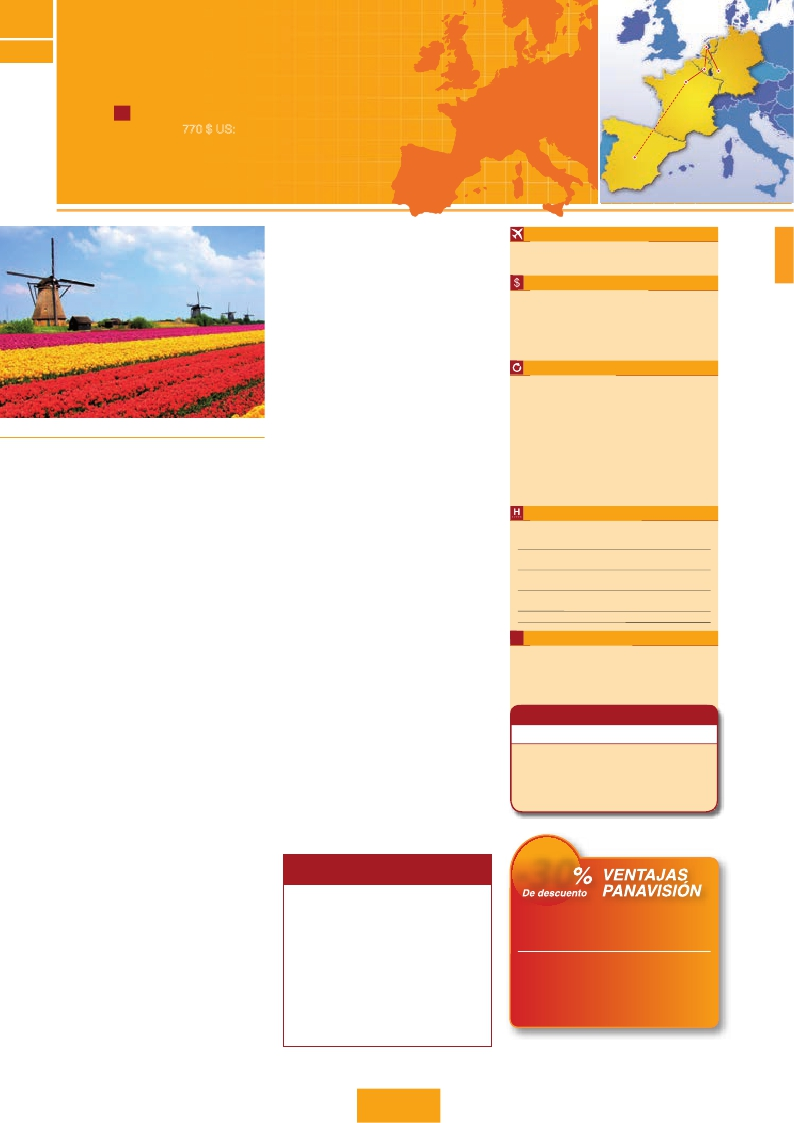 770 $ US:
$
H
%
De descuento
VENTAJAS
PANAVISIÓN